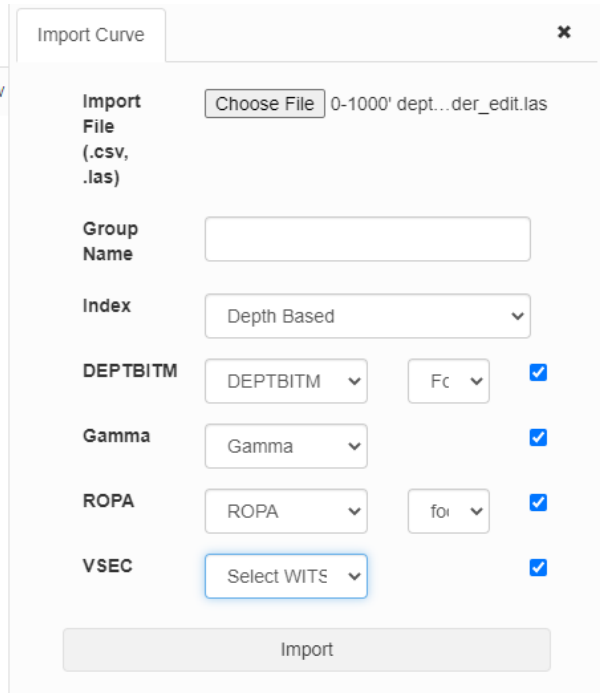 Import Curve ✖
Import
File
(.csv,
.las)
Choose File 0-1000' dept…der_edit.las
Group
Name
Index
Depth Based
DEPTBITM
DEPTBITM
Gamma
Gamma
ROPA
ROPA
VSEC
Select WITS
Import